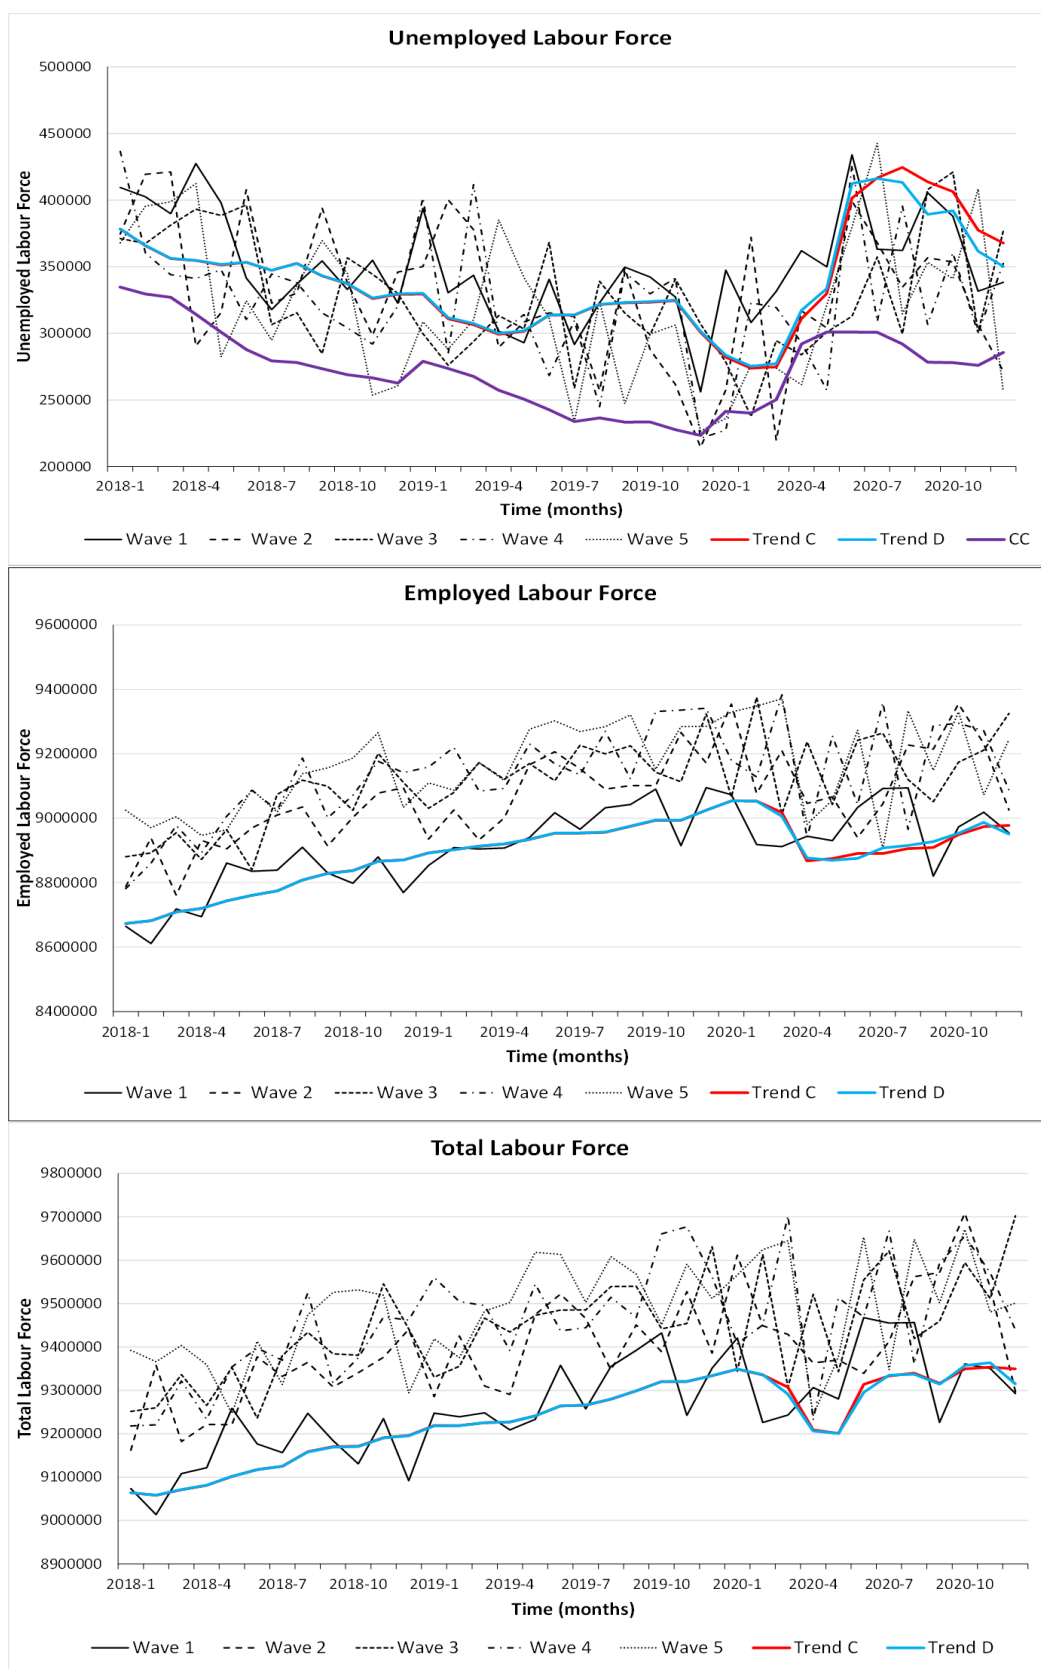 Unemployed Labour Force
500000
450000
400000
350000
300000
250000
200000
Unemployed Labour Force
2018-1 2018-4 2018-7 2018-10 2019-1 2019-4 2019-7 2019-10 2020-1 2020-4 2020-7 2020-10
Time (months)
Wave 1 Wave 2 Wave 3 Wave 4 Wave 5 Trend C Trend D CC
Employed Labour Force
9600000
9400000
9200000
9000000
8800000
8600000
8400000
Employed Labour Force
2018-1 2018-4 2018-7 2018-10 2019-1 2019-4 2019-7 2019-10 2020-1 2020-4 2020-7 2020-10
Time (months)
Wave 1 Wave 2 Wave 3 Wave 4 Wave 5 Trend C Trend D
Total Labour Force
9800000
9700000
9600000
9500000
9400000
9300000
9200000
9100000
9000000
8900000
Total Labour Force
2018-1 2018-4 2018-7 2018-10 2019-1 2019-4 2019-7 2019-10 2020-1 2020-4 2020-7 2020-10
Time (months)
Wave 1 Wave 2 Wave 3 Wave 4 Wave 5 Trend C Trend D